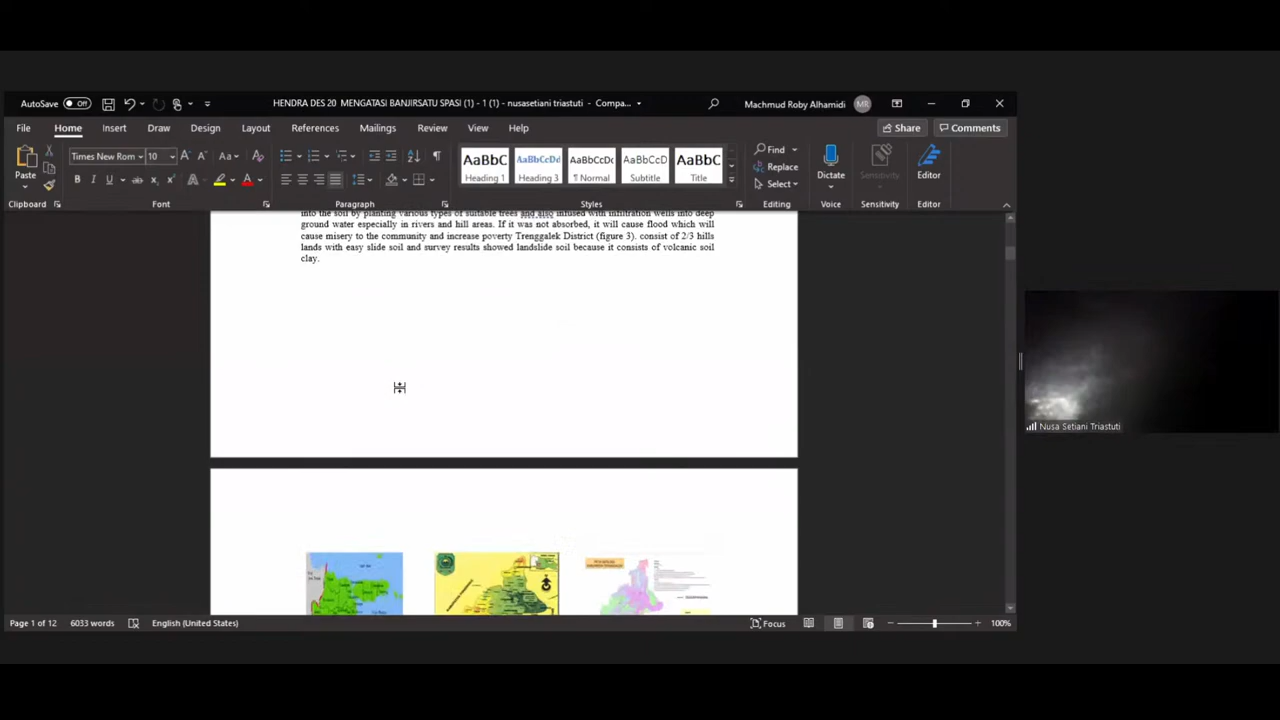 AutoSave Off HENDRA DES 20 MENGATASI BANJIRSATU SPASI (1) - 1 (1) - nusasetiani triastuti - Compa... Machmud Roby Alhamidi MR
File Home Insert Draw Design Layout References Mailings Review View Help Share Comments
Paste Times New Rom 10 Aa AaBbC AaBbCcDd AaBbCcDd AaBbCcDd AaBbC Find Dictate Sensitivity Editor
Replace
B I U ab x x A A A Heading 1 Heading 3 ¶ Normal Subtitle Title Select
Clipboard Font Paragraph Styles Editing Voice Sensitivity Editor
into the soil by planting various types of suitable trees and also infused with infiltration wells into deep
ground water especially in rivers and hill areas. If it was not absorbed, it will cause flood which will
cause misery to the community and increase poverty Trenggalek District (figure 3). consist of 2/3 hills
lands with easy slide soil and survey results showed landslide soil because it consists of volcanic soil
clay.
Nusa Setiani Triastuti
Page 1 of 12 6033 words English (United States) Focus 100%